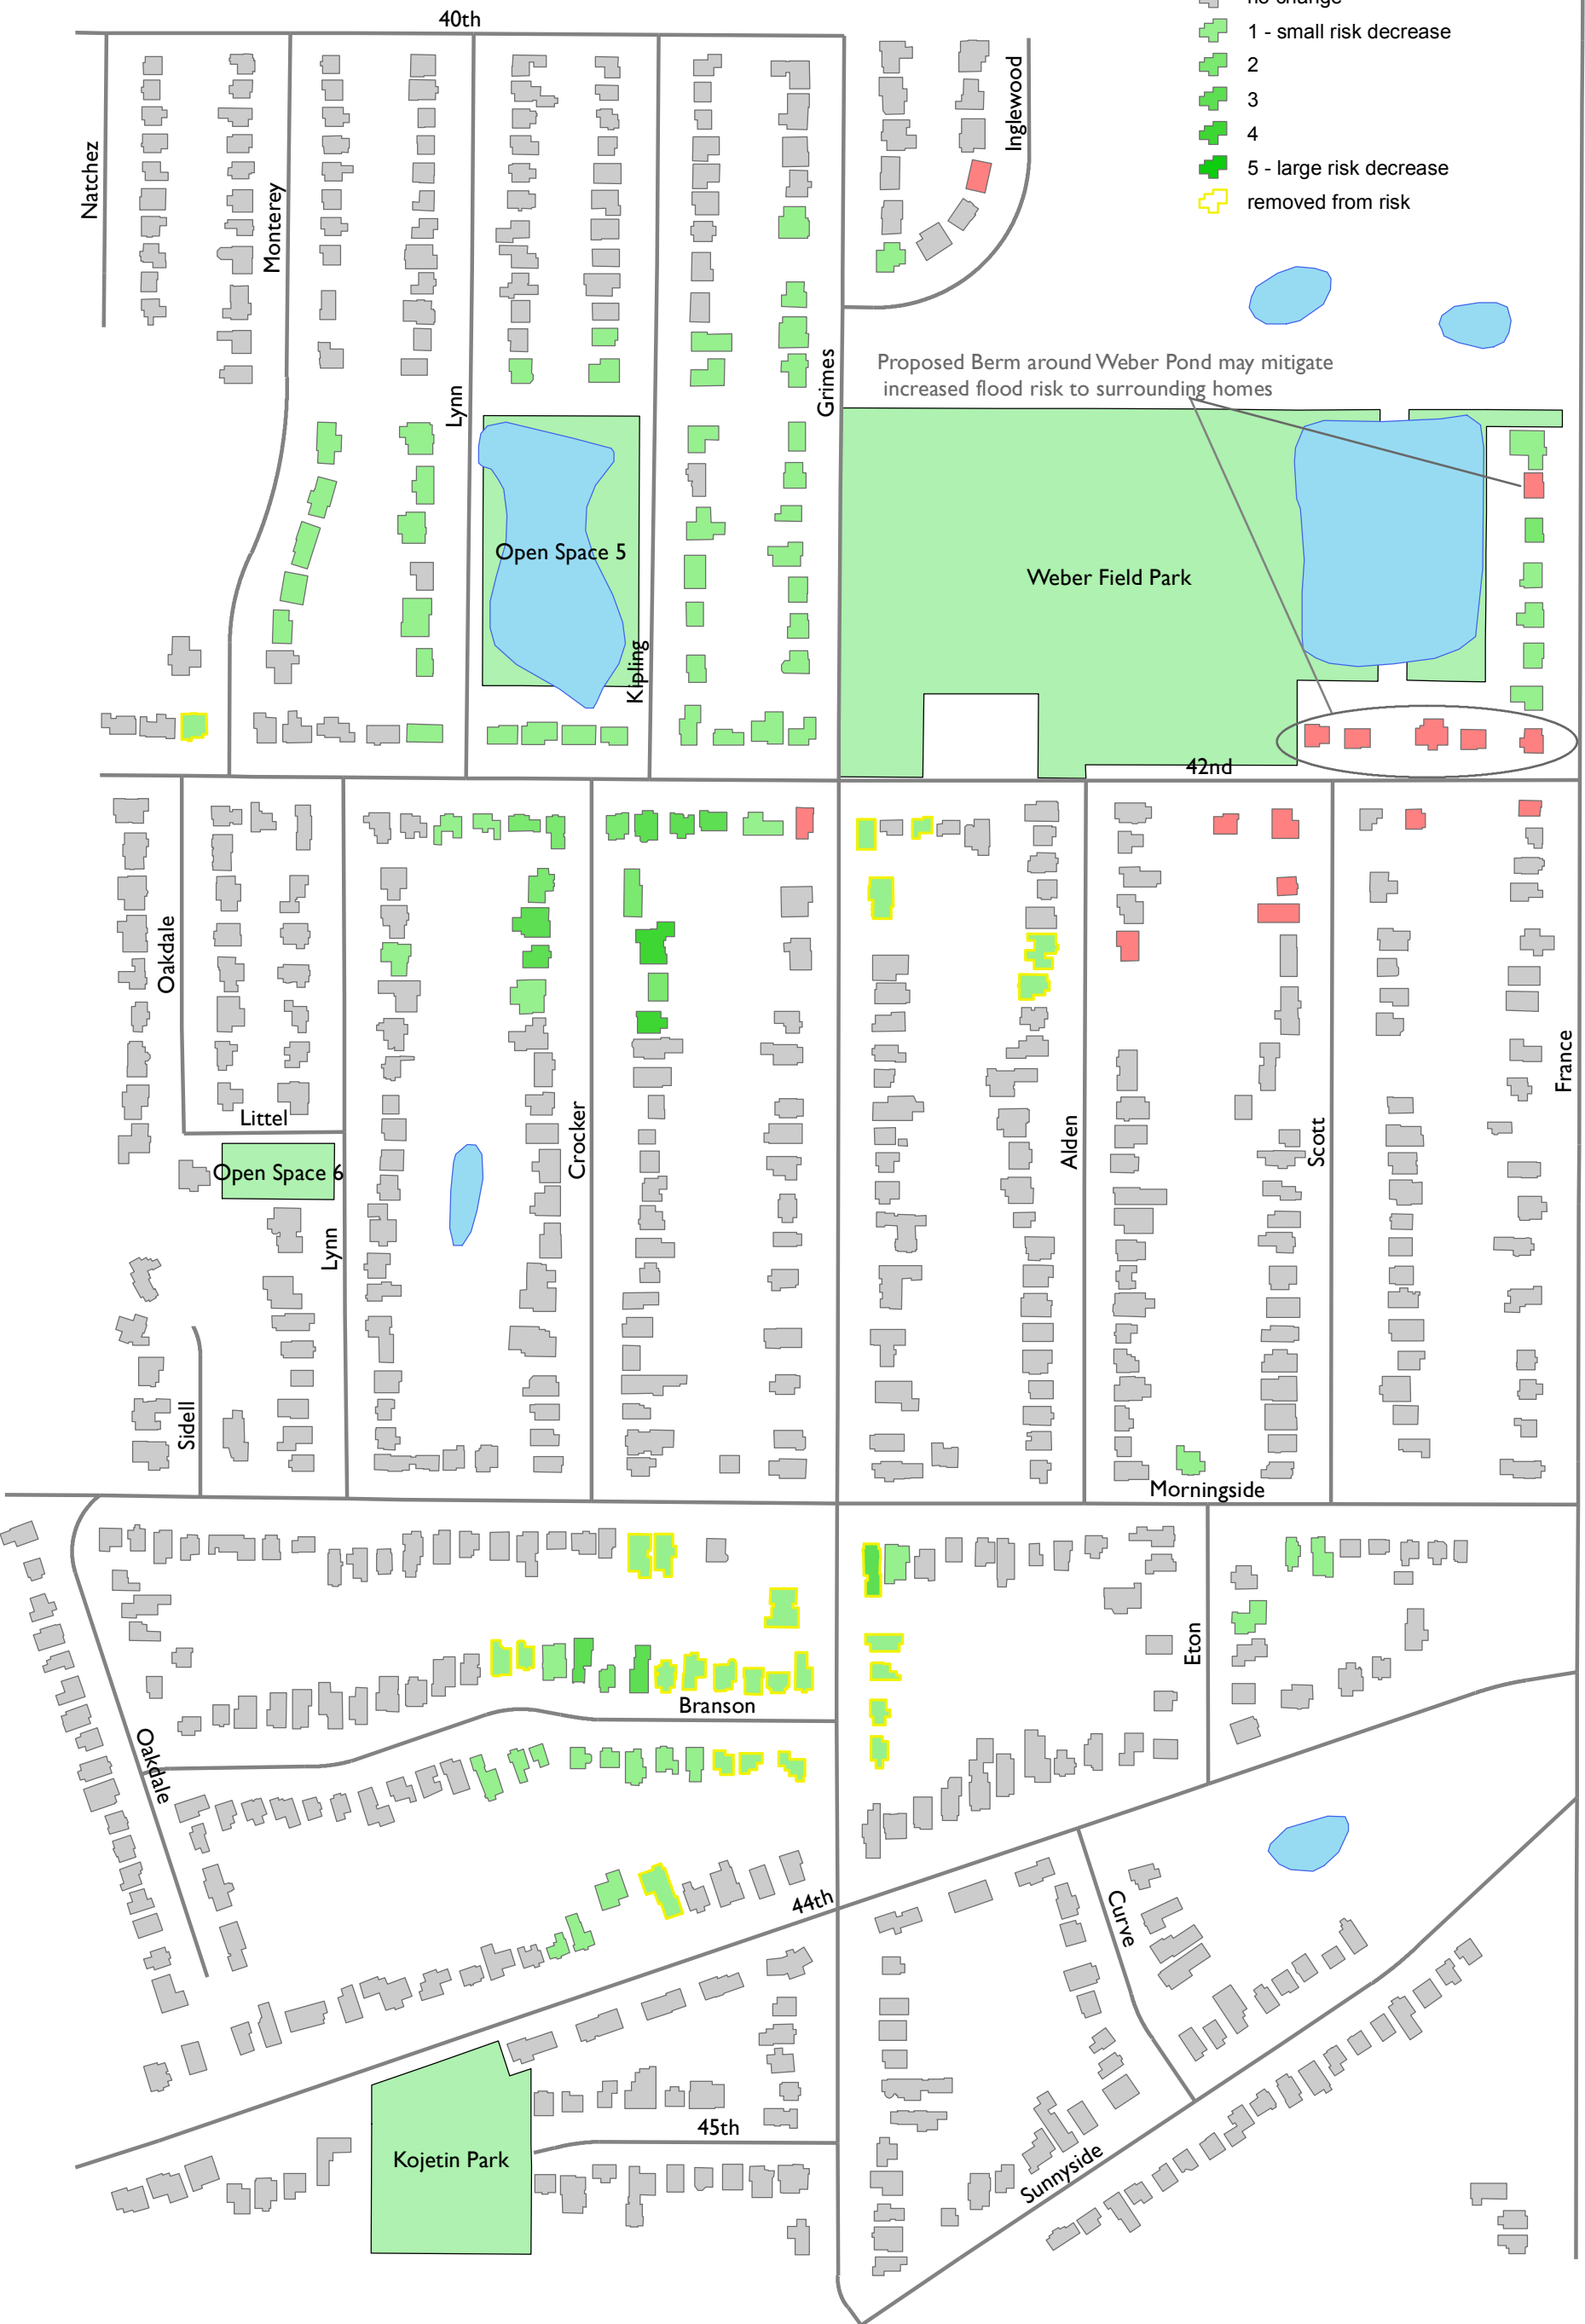 no change
40th
1 - small risk decrease
2
3
4
5 - large risk decrease
removed from risk
Inglewood
Natchez
Monterey
Lynn
Grimes
Proposed Berm around Weber Pond may mitigate
increased flood risk to surrounding homes
Open Space 5
Weber Field Park
Kipling
42nd
Oakdale
France
Littel
Crocker
Alden
Scott
Open Space 6
Lynn
Sidell
Morningside
Eton
Branson
Oakdale
44th
Curve
45th
Kojetin Park
Sunnyside